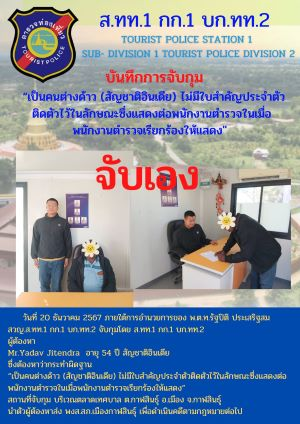 ตำรวจท่องเที่ยว
TOURIST POLICE
ส.ทท.1 กก.1 บก.ทท.2
TOURIST POLICE STATION 1
SUB- DIVISION 1 TOURIST POLICE DIVISION 2
บันทึกการจับกุม
“เป็นคนต่างด้าว (สัญชาติอินเดีย) ไม่มีใบสำคัญประจำตัว
ติดตัวไว้ในลักษณะซึ่งแสดงต่อพนักงานตำรวจในเมื่อ
พนักงานตำรวจเรียกร้องให้แสดง"
จับเอง
วันที่ 20 ธันวาคม 2567 ภายใต้การอำนวยการของ พ.ต.ท.รัฐปิติ ประเสริฐสม
สวญ.ส.ทท.1 กก.1 บก.ทท.2 จับกุมโดย ส.ทท.1 กก.1 บก.ทท.2
ผู้ต้องหา
Mr.Yadav Jitendra อายุ 54 ปี สัญชาติอินเดีย
ซึ่งต้องหาว่ากระทำผิดฐาน
“เป็นคนต่างด้าว (สัญชาติอินเดีย) ไม่มีใบสำคัญประจำตัวติดตัวไว้ในลักษณะซึ่งแสดงต่อ
พนักงานตำรวจในเมื่อพนักงานตำรวจเรียกร้องให้แสดง”
สถานที่จับกุม บริเวณตลาดเทศบาล ต.กาฬสินธุ์ อ.เมือง จ.กาฬสินธุ์
นำตัวผู้ต้องหาส่ง พงส.สภ.เมืองกาฬสินธุ์ เพื่อดำเนินคดีตามกฎหมายต่อไป